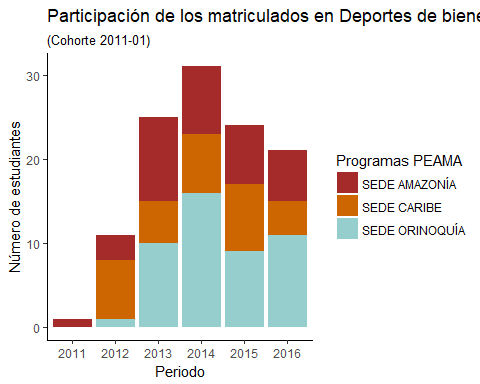 Participación de los matriculados en Deportes de biene
(Cohorte 2011-01)
Número de estudiantes
30
20
10
0
2011 2012 2013 2014 2015 2016
Periodo
Programas PEAMA
SEDE AMAZONÍA
SEDE CARIBE
SEDE ORINOQUÍA